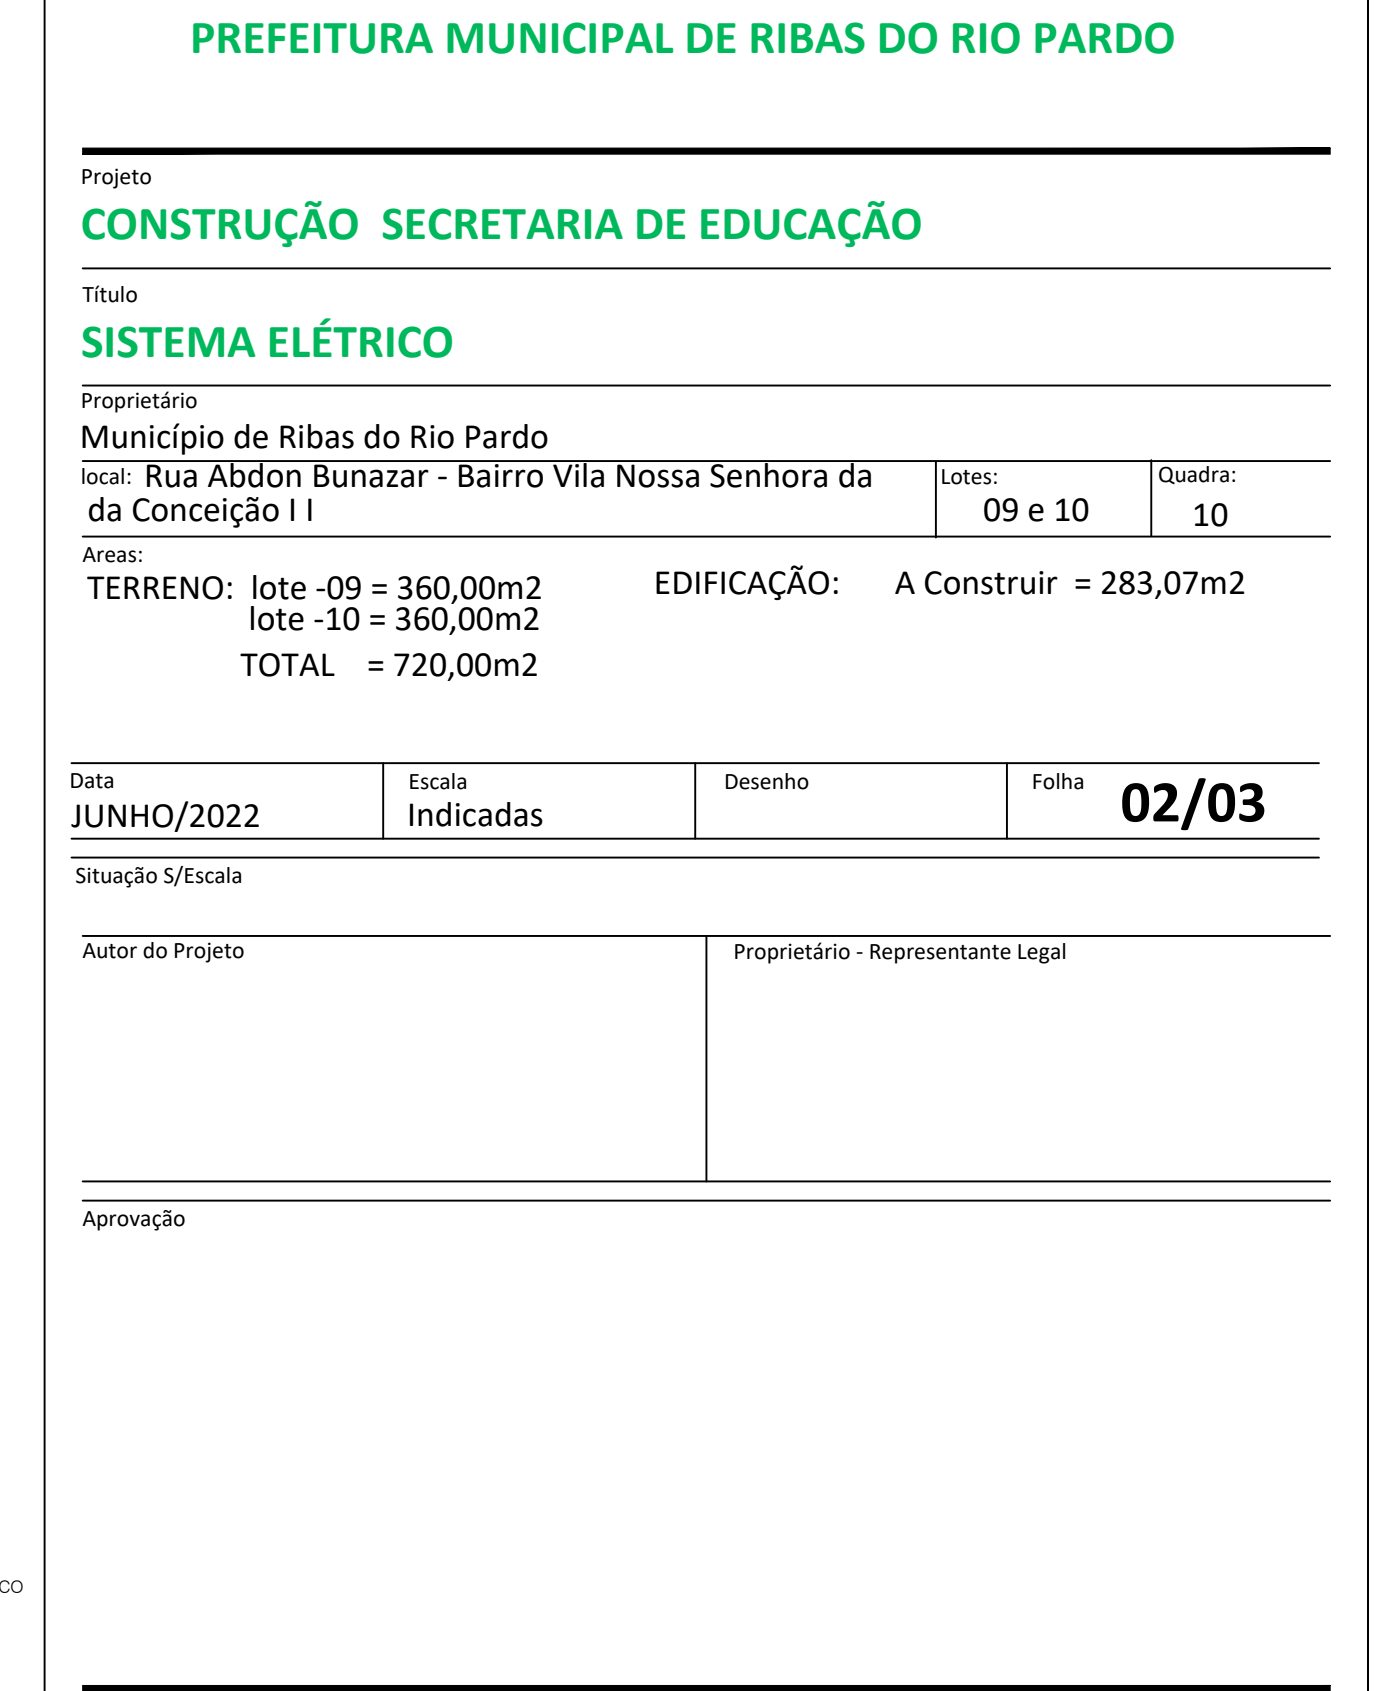 PREFEITURA MUNICIPAL DE RIBAS DO RIO PARDO
Projeto
CONSTRUÇÃO  SECRETARIA DE EDUCAÇÃO
Título
SISTEMA ELÉTRICO
Proprietário
Município de Ribas do Rio Pardo
local: Rua Abdon Bunazar - Bairro Vila Nossa Senhora da
da Conceição I I
Lotes:
09 e 10
Quadra:
10
Areas:
TERRENO: lote -09 = 360,00m2
lote -10 = 360,00m2
TOTAL = 720,00m2
EDIFICAÇÃO: A Construir = 283,07m2
Data
JUNHO/2022
Escala
Indicadas
Desenho
Folha
02/03
Situação S/Escala
Autor do Projeto
Proprietário - Representante Legal
Aprovação